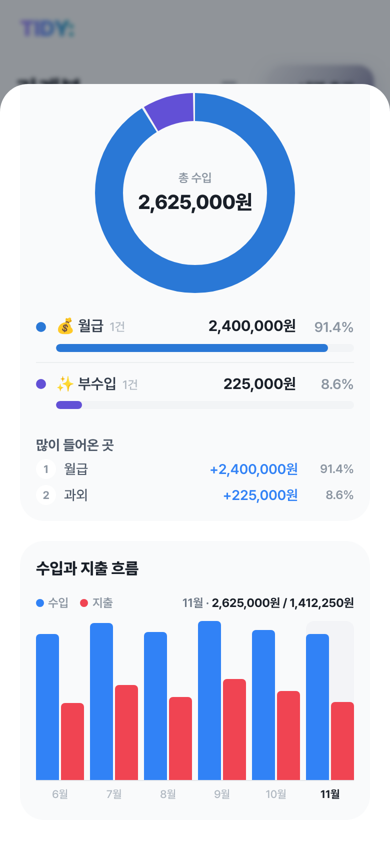 TIDY:
총 수입
2,625,000원
💰 월급 1건 2,400,000원 91.4%
✨ 부수입 1건 225,000원 8.6%
많이 들어온 곳
1 월급 +2,400,000원 91.4%
2 과외 +225,000원 8.6%
수입과 지출 흐름
수입 지출 11월 · 2,625,000원 / 1,412,250원
6월 7월 8월 9월 10월 11월